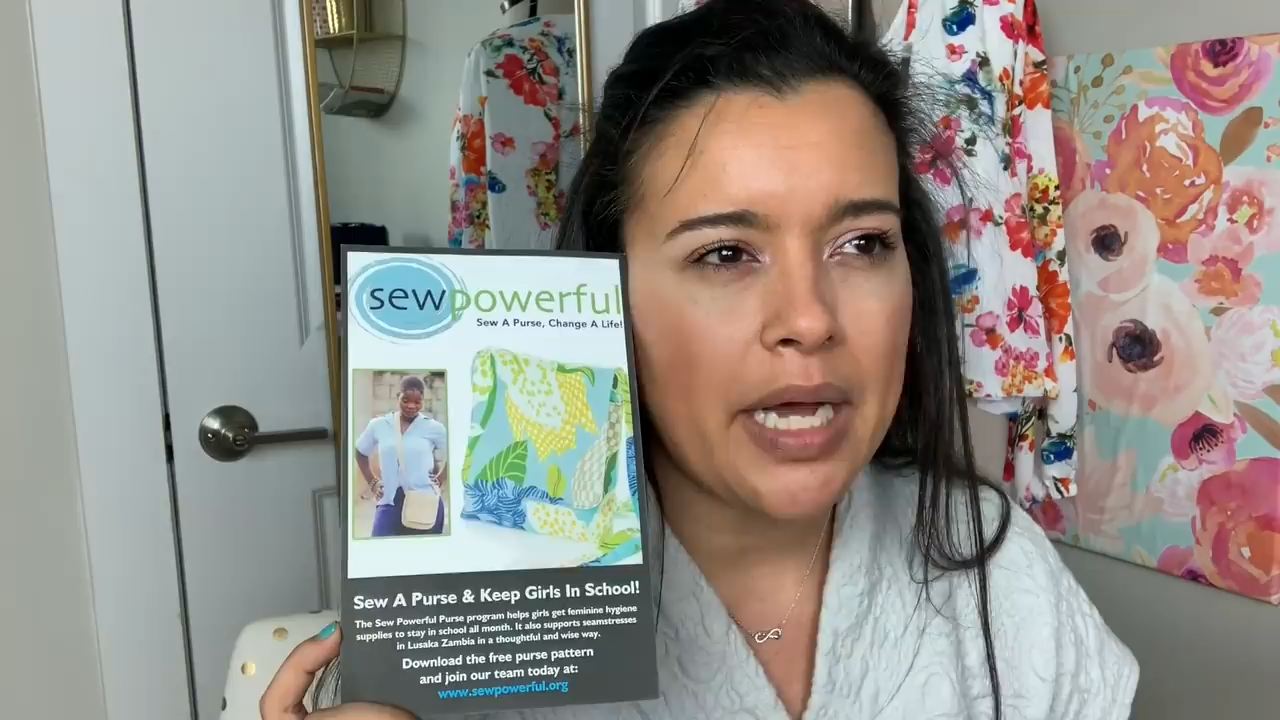 sewpowerful
Sew A Purse, Change A Life!
Sew A Purse & Keep Girls In School!
The Sew Powerful Purse program helps girls get feminine hygiene
supplies to stay in school all month. It also supports seamstresses
in Lusaka Zambia in a thoughtful and wise way.
Download the free purse pattern
and join our team today at:
www.sewpowerful.org